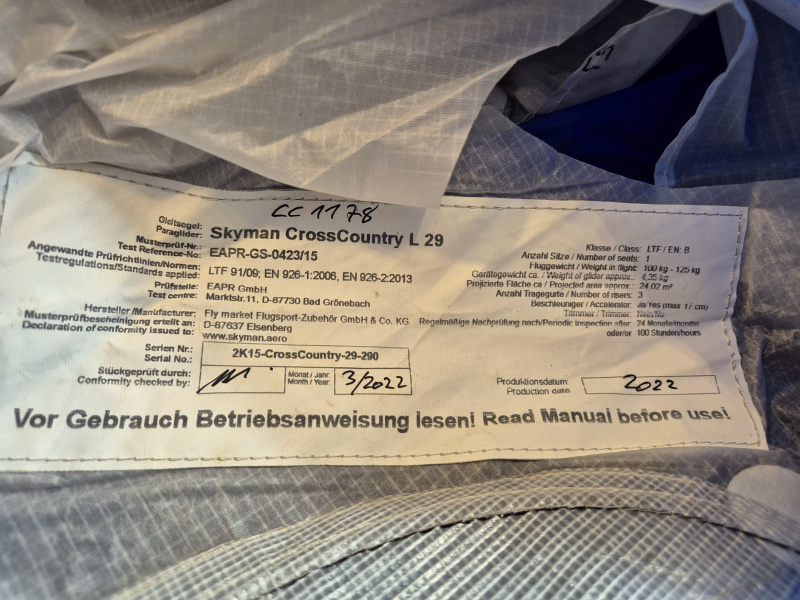 CC 1178
Gleitsegel:
Paraglider: Skyman CrossCountry L 29
Musterprüf-Nr.:
Test Reference-No: EAPR-GS-0423/15
Angewandte Prüfrichtlinien/Normen:
Testregulations/Standards applied: LTF 91/09; EN 926-1:2006, EN 926-2:2013
Prüfstelle: EAPR GmbH
Test centre: Marktstr.11, D-87730 Bad Grönebach
Hersteller /Manufacturer: Fly market Flugsport-Zubehör GmbH & Co. KG
Musterprüfbescheinigung erteilt an: D-87637 Eisenberg
Declaration of conformity issued to: www.skyman.aero
Serien Nr.:
Serial No.: 2K15-CrossCountry-29-290
Stückgeprüft durch:
Conformity checked by:
Monat / Jahr:
Month / Year 3/2022
Klasse / Class: LTF / EN: B
Anzahl Sitze / Number of seats: 1
Fluggewicht / Weight in flight: 100 kg - 125 kg
Gerätegewicht ca. / Weight of glider approx.: 4,35 kg
Projizierte Fläche ca / Projected area approx.: 24.02 m²
Anzahl Tragegurte / Number of risers: 3
Beschleuniger / Accelerator: Ja/Yes (max 17 cm)
Trimmer / Trimmer: Nein/No
Regelmäßige Nachprüfung nach/Periodic inspection after: 24 Monate/months
oder/or 100 Stunden/hours
Produktionsdatum:
Production date: 2022
Vor Gebrauch Betriebsanweisung lesen! Read Manual before use!